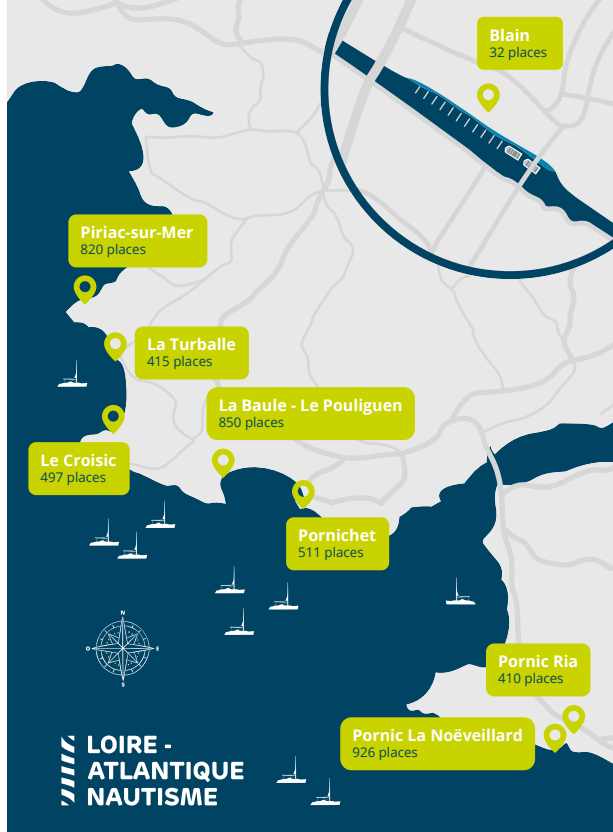 Blain
32 places
Piriac-sur-Mer
820 places
La Turballe
415 places
La Baule - Le Pouliguen
850 places
Le Croisic
497 places
Pornichet
511 places
N
O
E
S
Pornic Ria
410 places
Pornic La Noëveillard
926 places
LOIRE -
ATLANTIQUE
NAUTISME